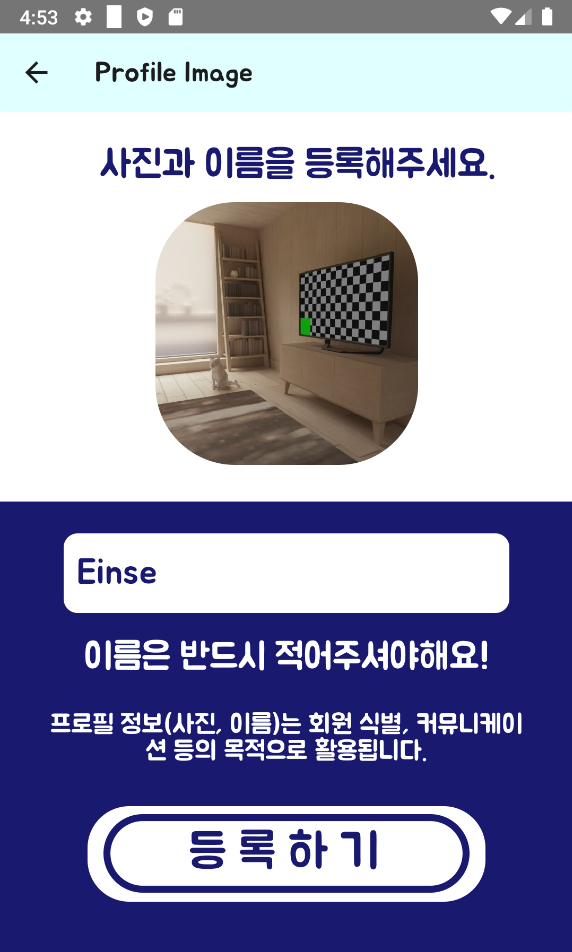 4:53
Profile Image
사진과 이름을 등록해주세요.
Einse
이름은 반드시 적어주셔야해요!
프로필 정보(사진, 이름)는 회원 식별, 커뮤니케이
션 등의 목적으로 활용됩니다.
등록하기